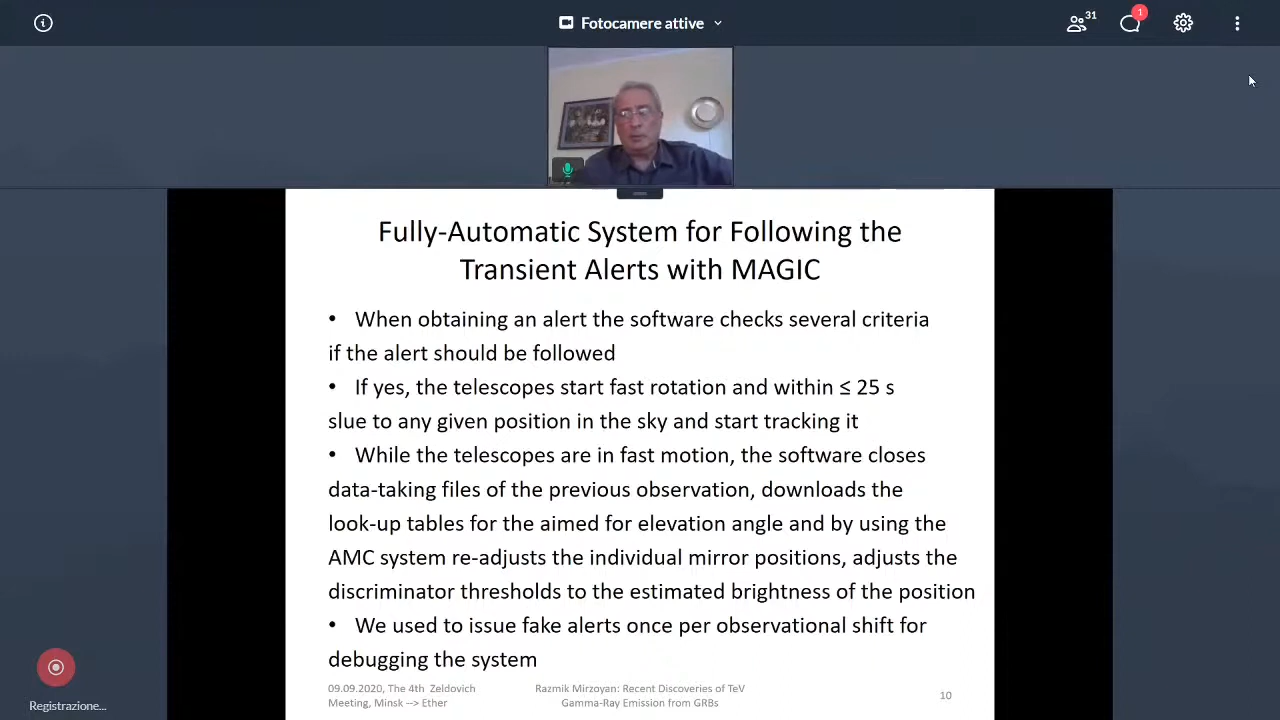 Fotocamere attive
31
1
Fully-Automatic System for Following the
Transient Alerts with MAGIC
• When obtaining an alert the software checks several criteria
if the alert should be followed
• If yes, the telescopes start fast rotation and within ≤ 25 s
slue to any given position in the sky and start tracking it
• While the telescopes are in fast motion, the software closes
data-taking files of the previous observation, downloads the
look-up tables for the aimed for elevation angle and by using the
AMC system re-adjusts the individual mirror positions, adjusts the
discriminator thresholds to the estimated brightness of the position
• We used to issue fake alerts once per observational shift for
debugging the system
09.09.2020, The 4th Zeldovich
Meeting, Minsk --> Ether
Razmik Mirzoyan: Recent Discoveries of TeV
Gamma-Ray Emission from GRBs
10
Registrazione...